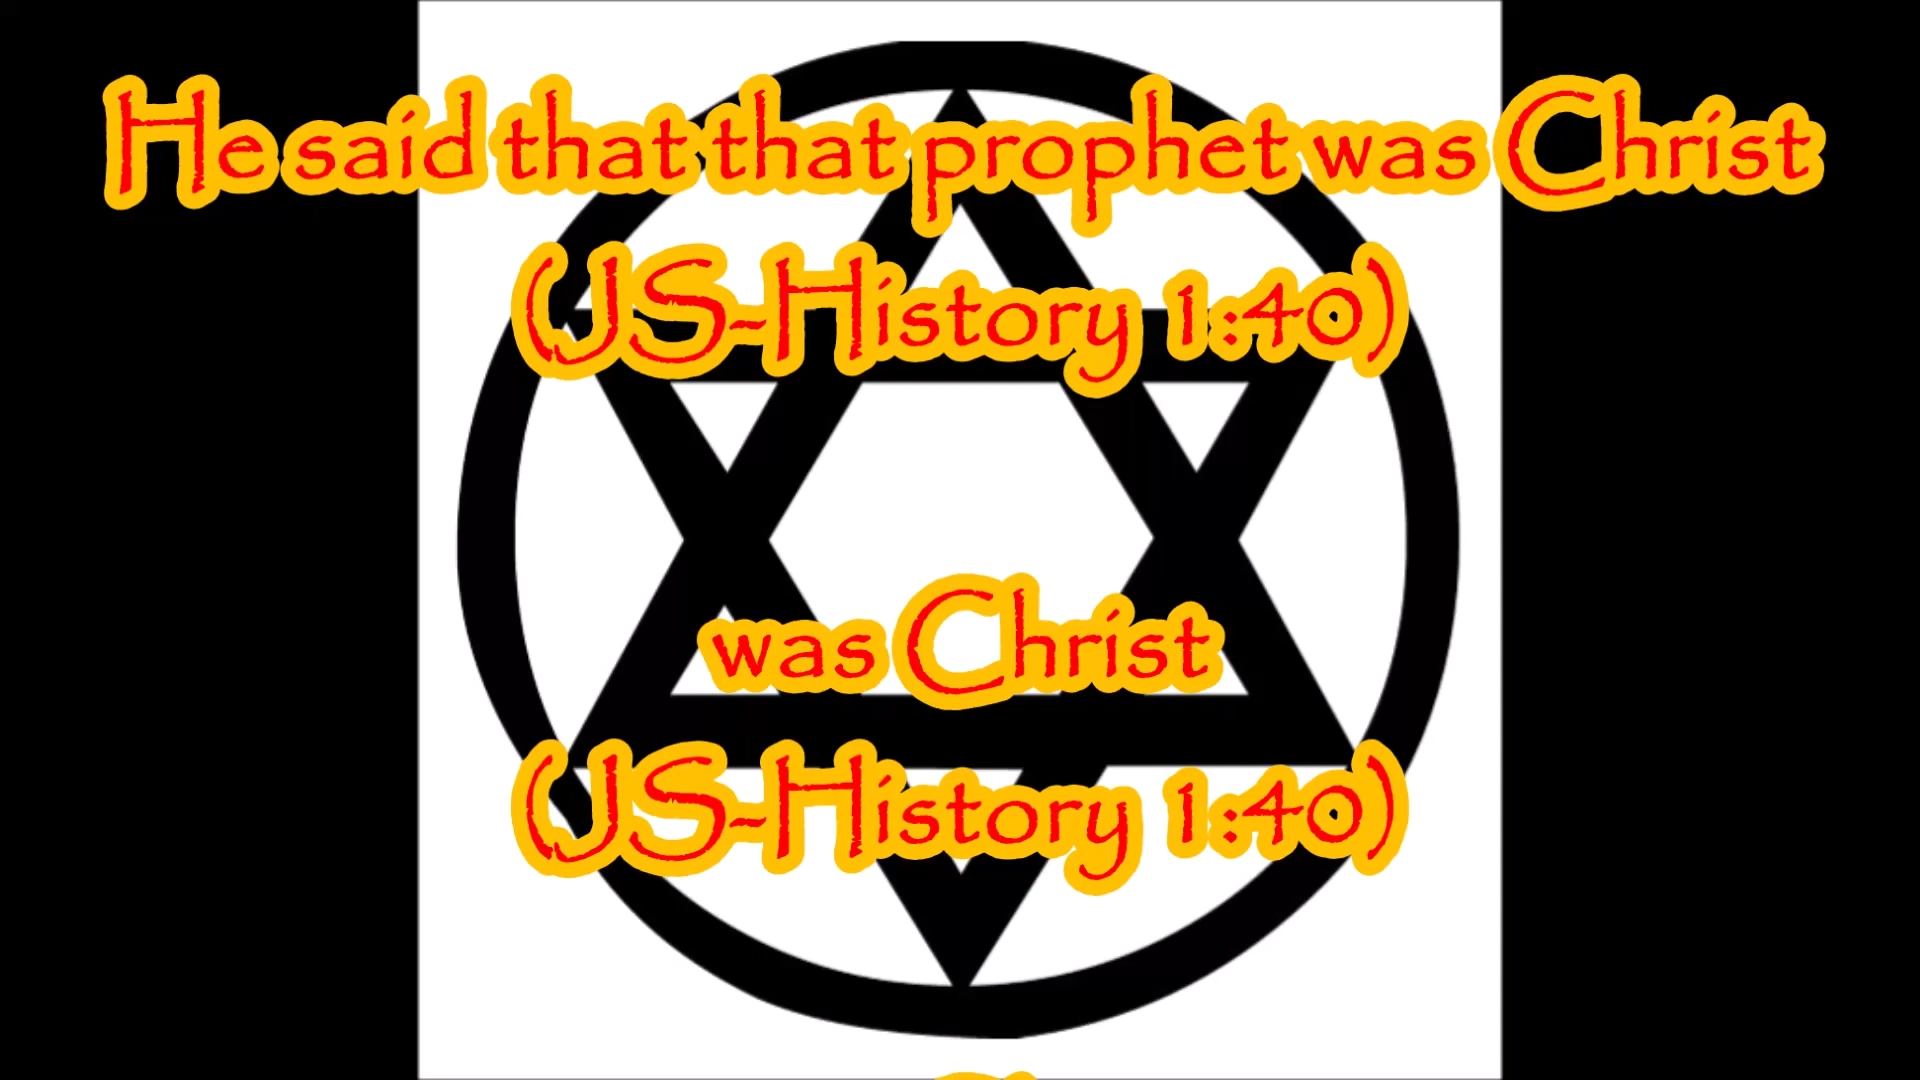 He said that that prophet was Christ
(JS-History 1:40)
was Christ
(JS-History 1:40)